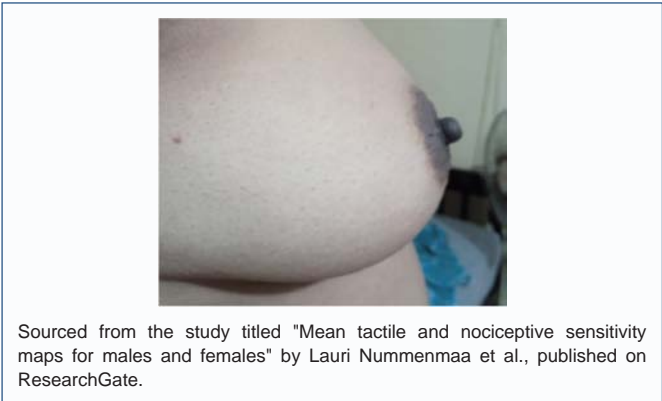 Sourced from the study titled "Mean tactile and nociceptive sensitivity
maps for males and females" by Lauri Nummenmaa et al., published on
ResearchGate.